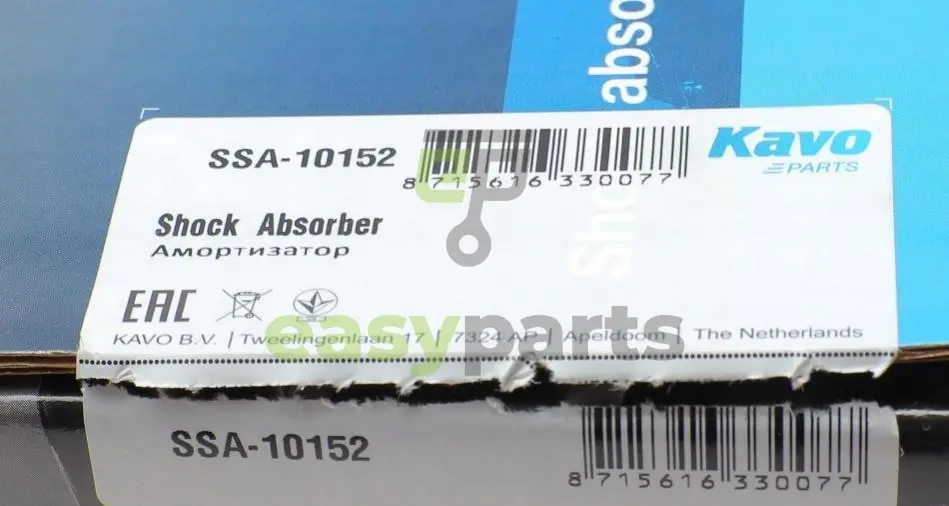 abso
SSA-10152
8 715616 330077
Kavo
PARTS
Shock Absorber
Амортизатор
Sho
EAC
easyparts
KAVO B.V. | Tweelingenlaan 17 | 7324 AP | Apeldoorn | The Netherlands
SSA-10152
8 715616 330077